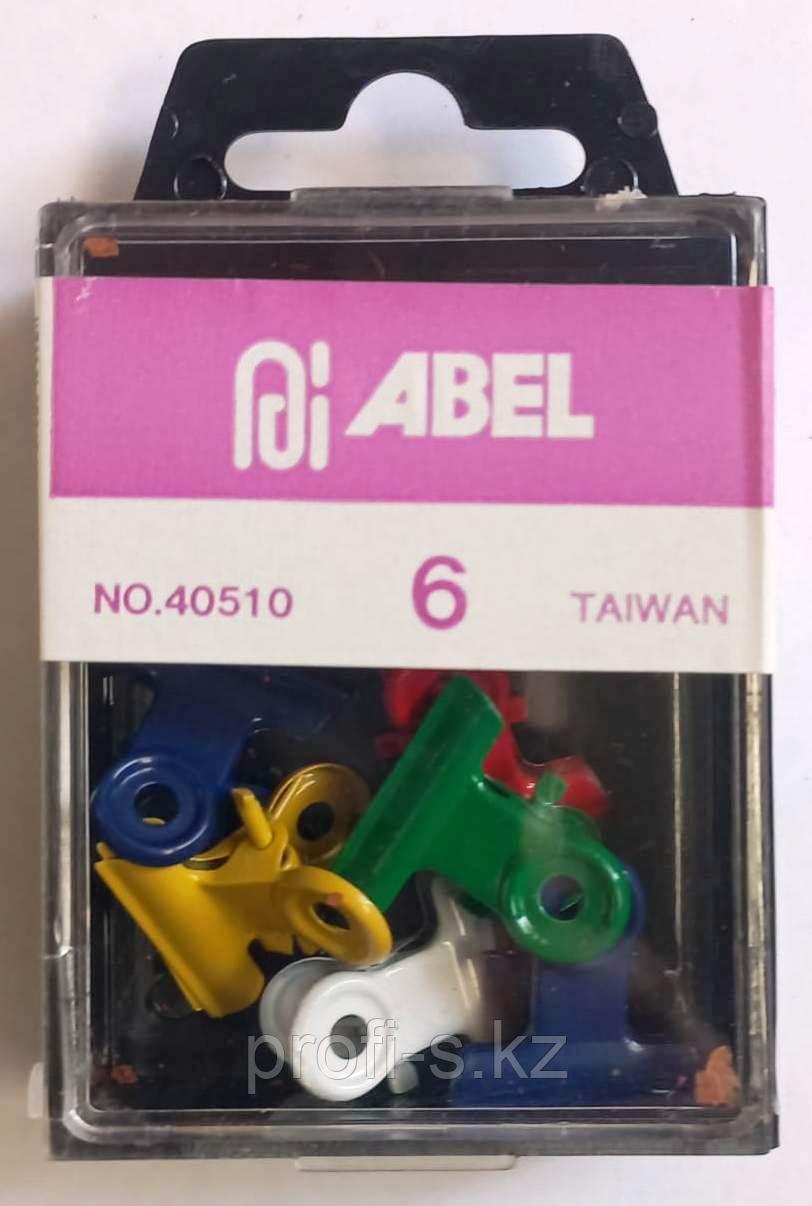 ABEL
NO.40510 6 TAIWAN
profi-s.kz